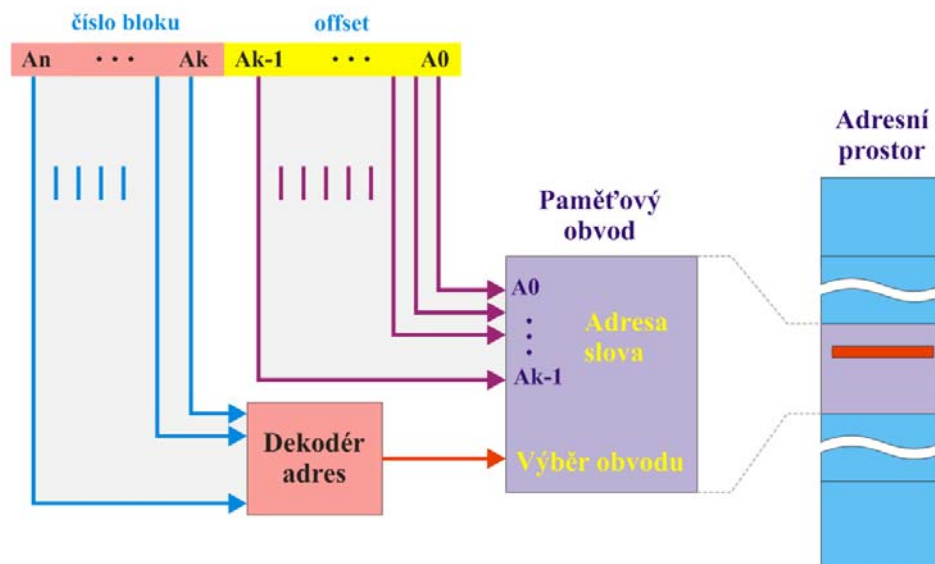 číslo bloku
offset
An ··· Ak Ak-1 ··· A0
Adresní
prostor
Paměťový
obvod
A0
Adresa
slova
Ak-1
Dekodér
adres
Výběr obvodu